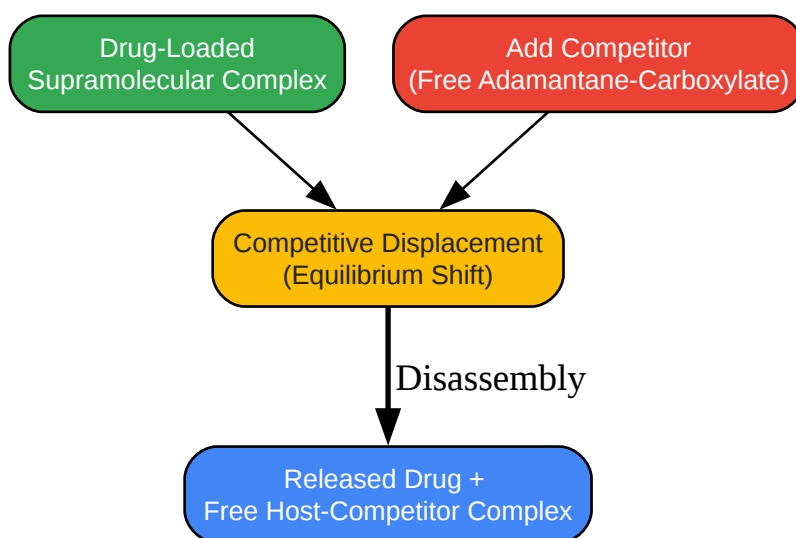 Drug-Loaded
Supramolecular Complex
Add Competitor
(Free Adamantane-Carboxylate)
Competitive Displacement
(Equilibrium Shift)
Disassembly
Released Drug +
Free Host-Competitor Complex